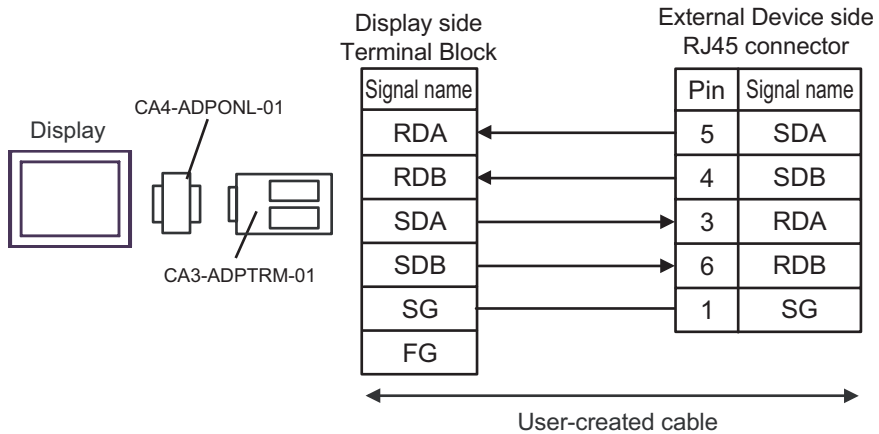 Display side
Terminal Block
External Device side
RJ45 connector
Signal name
Pin Signal name
CA4-ADPONL-01
Display
CA3-ADPTRM-01
RDA 5 SDA
RDB 4 SDB
SDA 3 RDA
SDB 6 RDB
SG 1 SG
FG
User-created cable